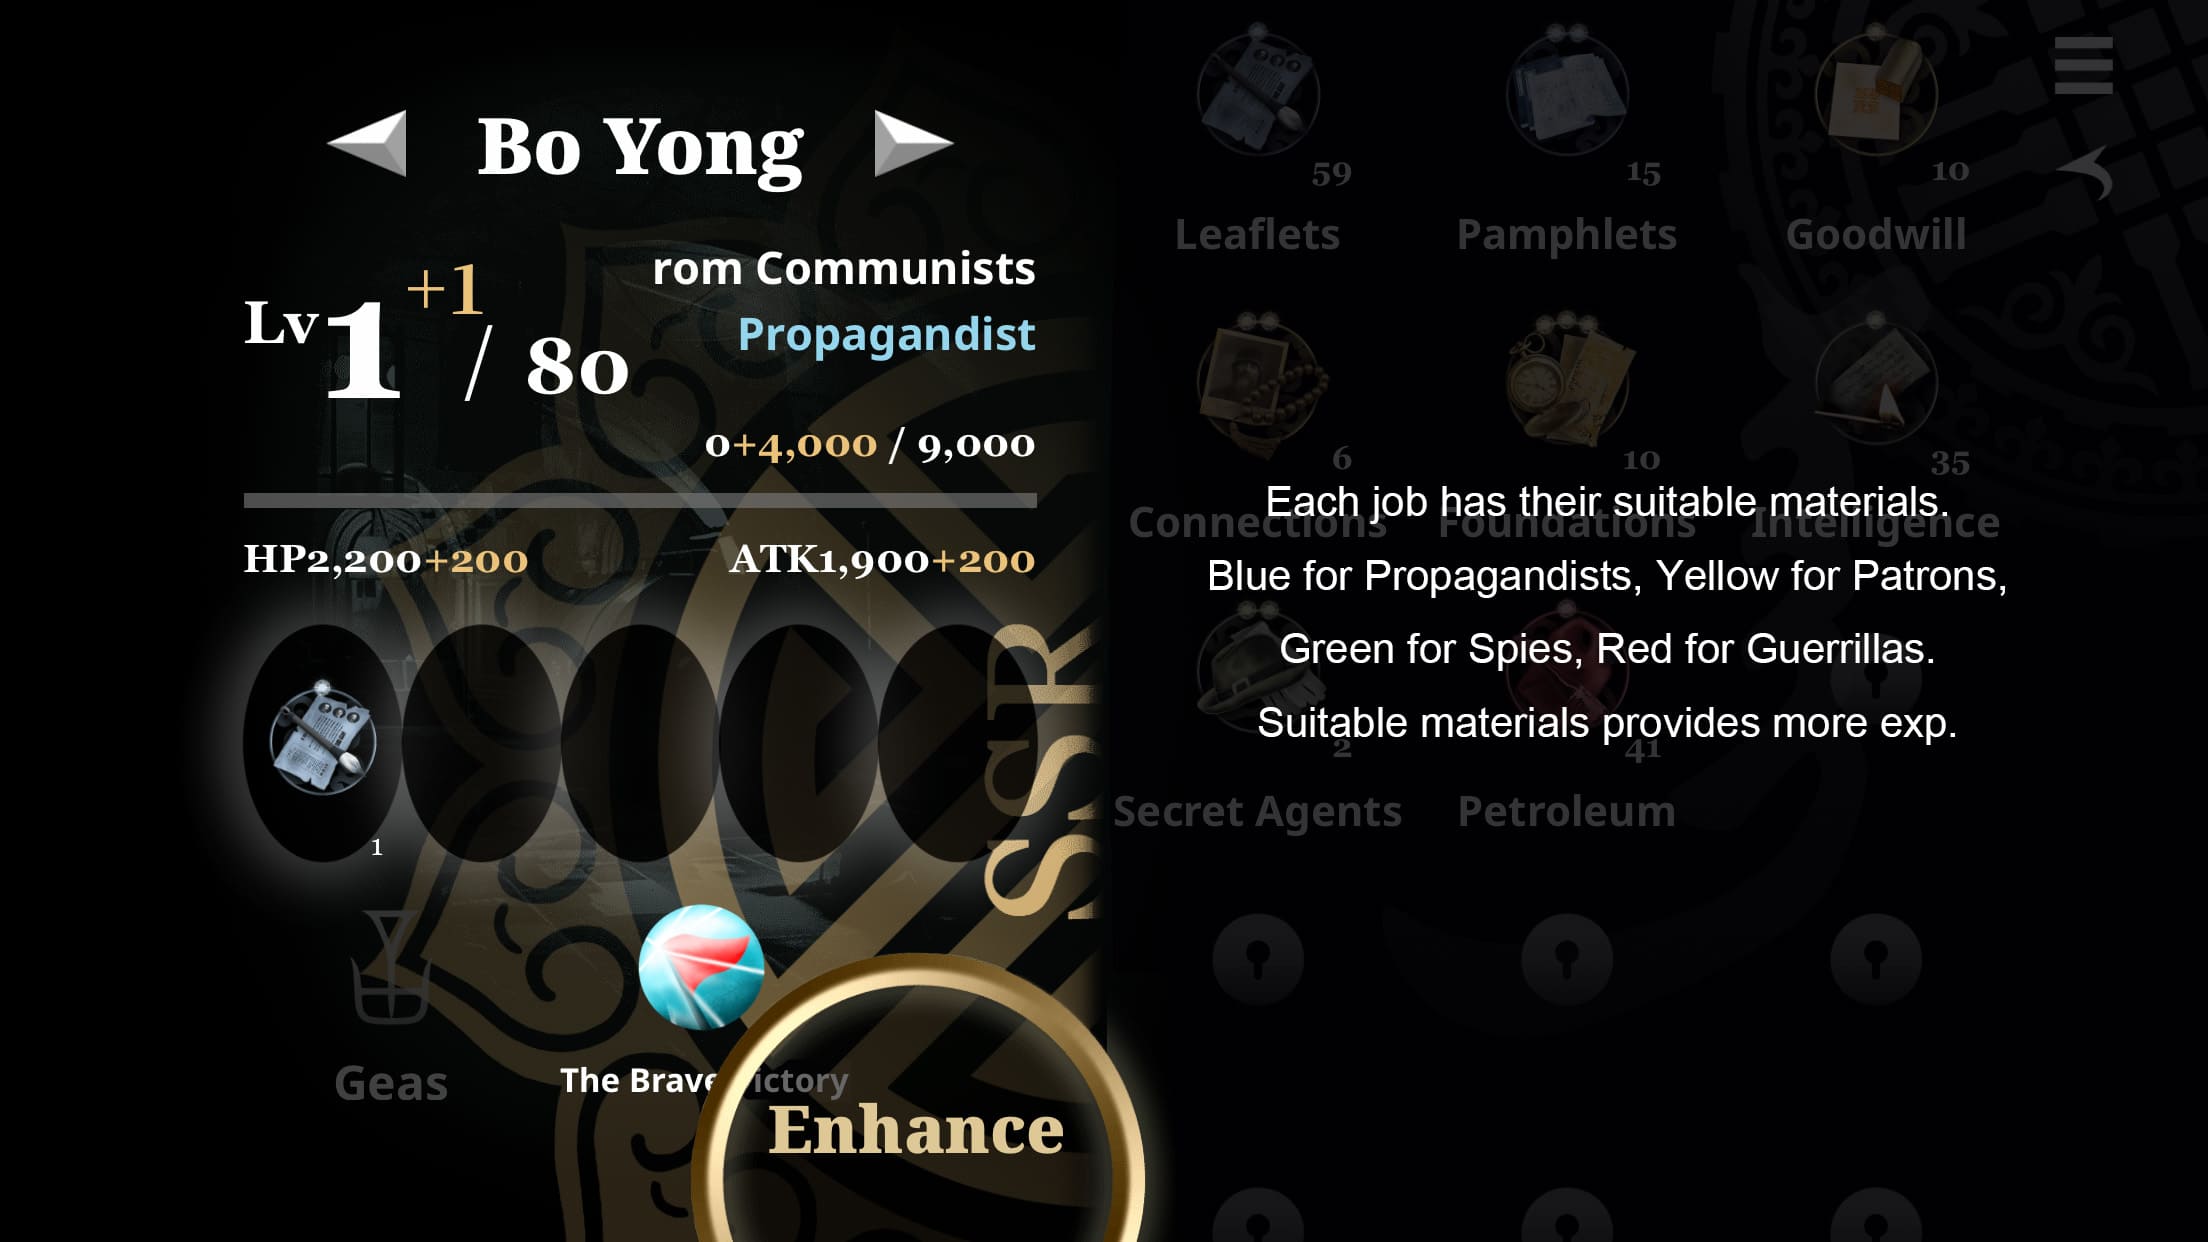 Bo Yong
Lv1+1/ 80
rom Communists
Propagandist
0+4,000 / 9,000
HP2,200+200
ATK1,900+200
1
SSR
Geas
The Brave
ictory
Enhance
59
15
10
Leaflets
Pamphlets
Goodwill
6
10
35
Connections
Foundations
Intelligence
Each job has their suitable materials.
Blue for Propagandists, Yellow for Patrons,
Green for Spies, Red for Guerrillas.
Suitable materials provides more exp.
2
41
Secret Agents
Petroleum